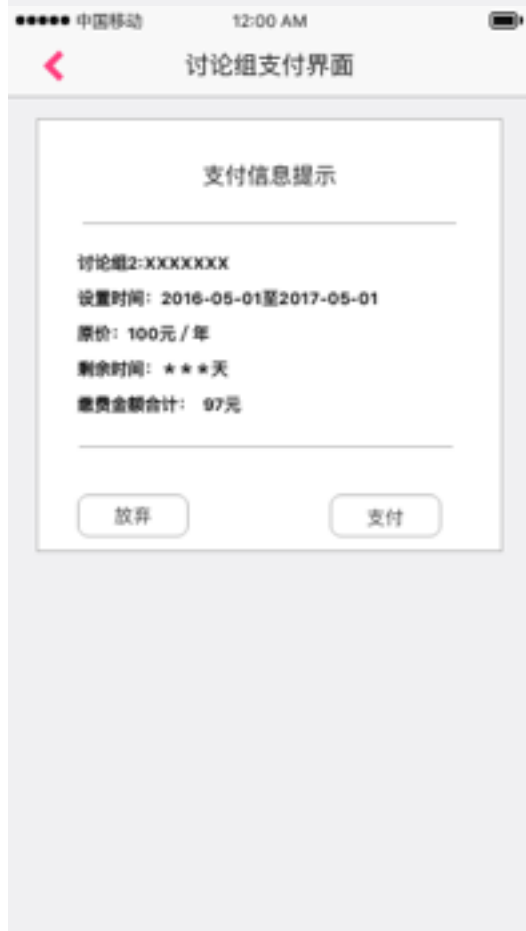 中国移动 12:00 AM
讨论组支付界面
支付信息提示
讨论组2:XXXXXXX
设置时间：2016-05-01至2017-05-01
原价：100元 / 年
剩余时间：＊＊＊天
缴费金额合计： 97元
放弃 支付